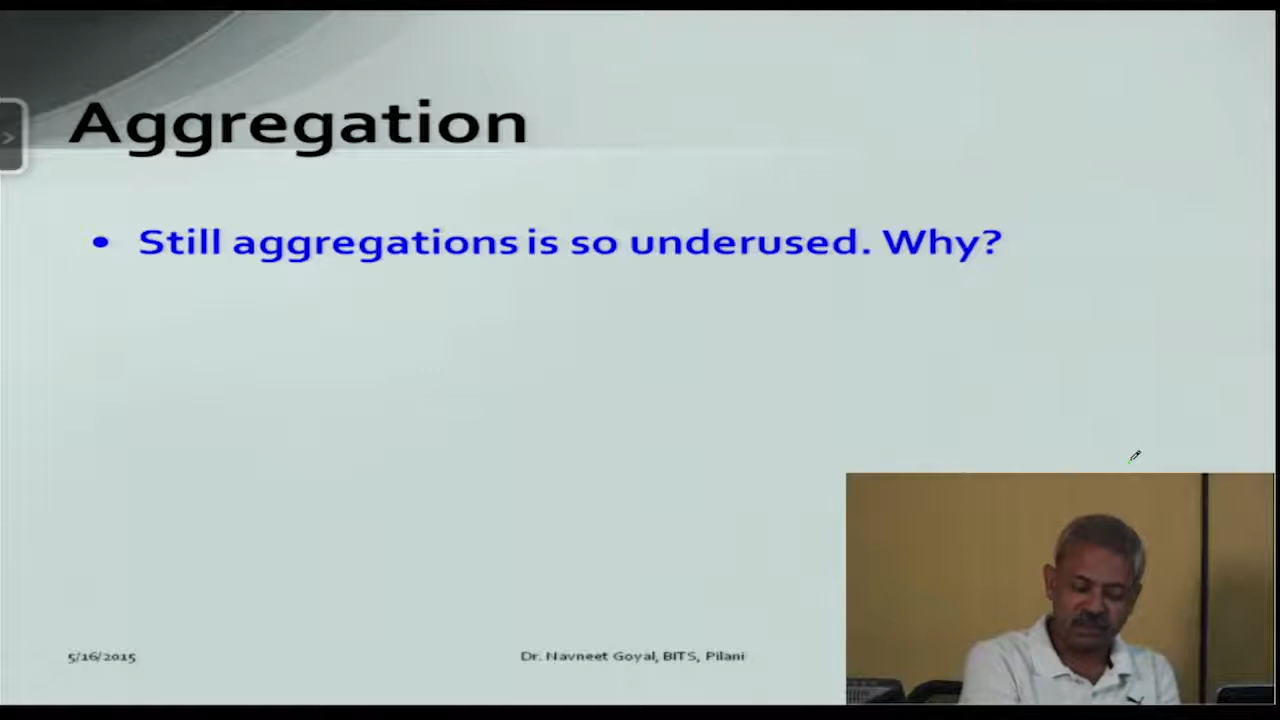 Aggregation
• Still aggregations is so underused. Why?
5/16/2015
Dr. Navneet Goyal, BITS, Pilani